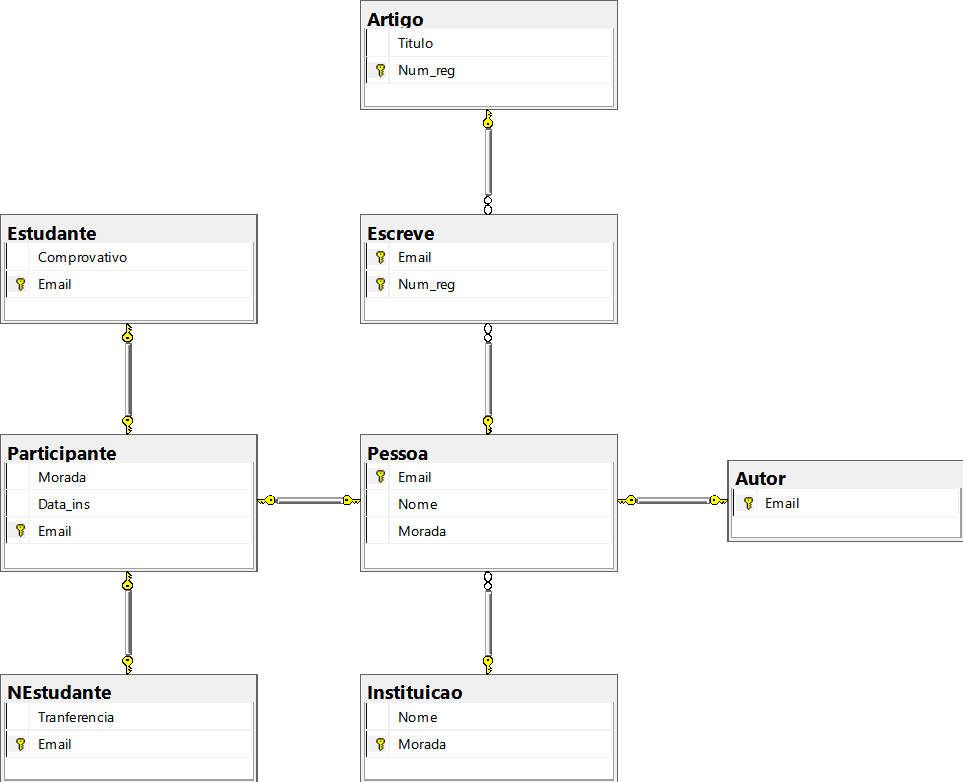 Artigo
Titulo
Num_reg
Estudante
Comprovativo
Email
Escreve
Email
Num_reg
Participante
Morada
Data_ins
Email
Pessoa
Email
Nome
Morada
Autor
Email
NEstudante
Tranferencia
Email
Instituicao
Nome
Morada